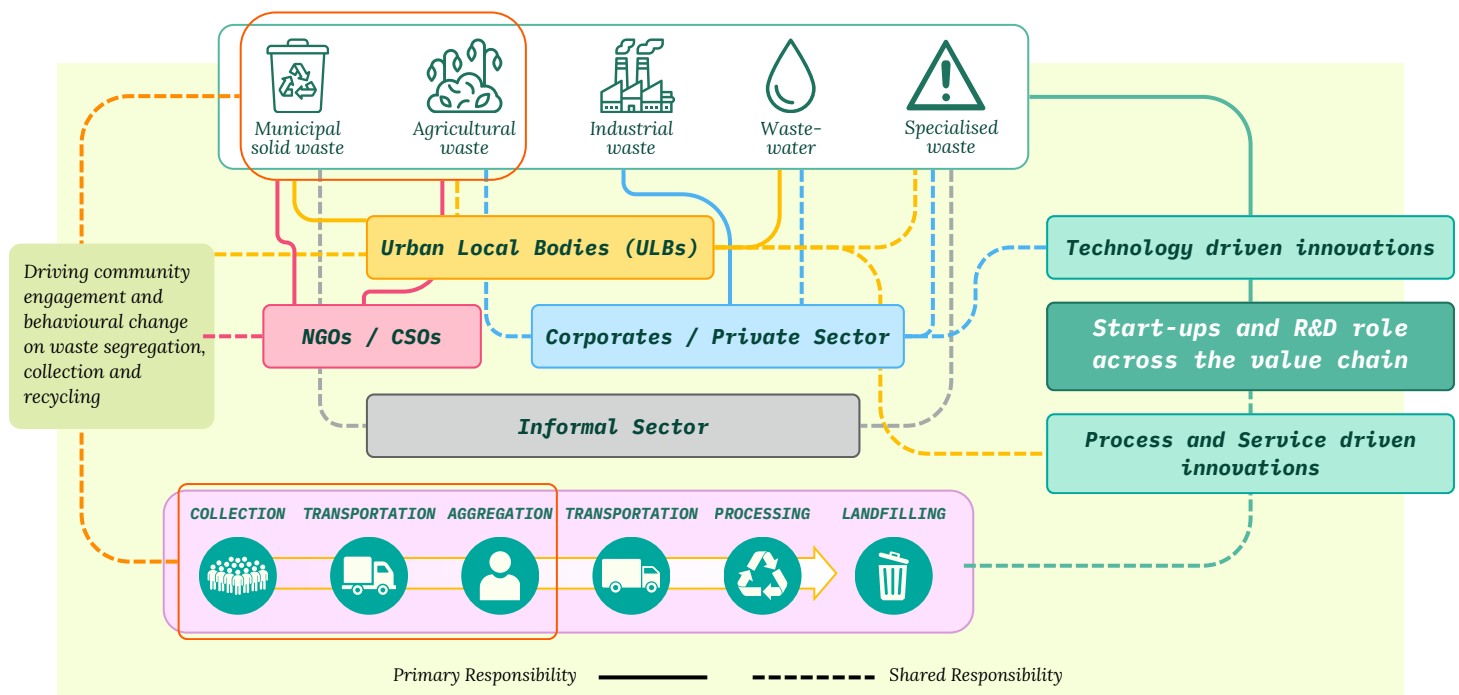 Municipal
solid waste
Agricultural
waste
Industrial
waste
Waste-
water
Specialised
waste
Urban Local Bodies (ULBs)
Technology driven innovations
Driving community
engagement and
behavioural change
on waste segregation,
collection and
recycling
NGOs / CSOs
Corporates / Private Sector
Start-ups and R&D role
across the value chain
Informal Sector
Process and Service driven
innovations
COLLECTION
TRANSPORTATION
AGGREGATION
TRANSPORTATION
PROCESSING
LANDFILLING
Primary Responsibility
Shared Responsibility